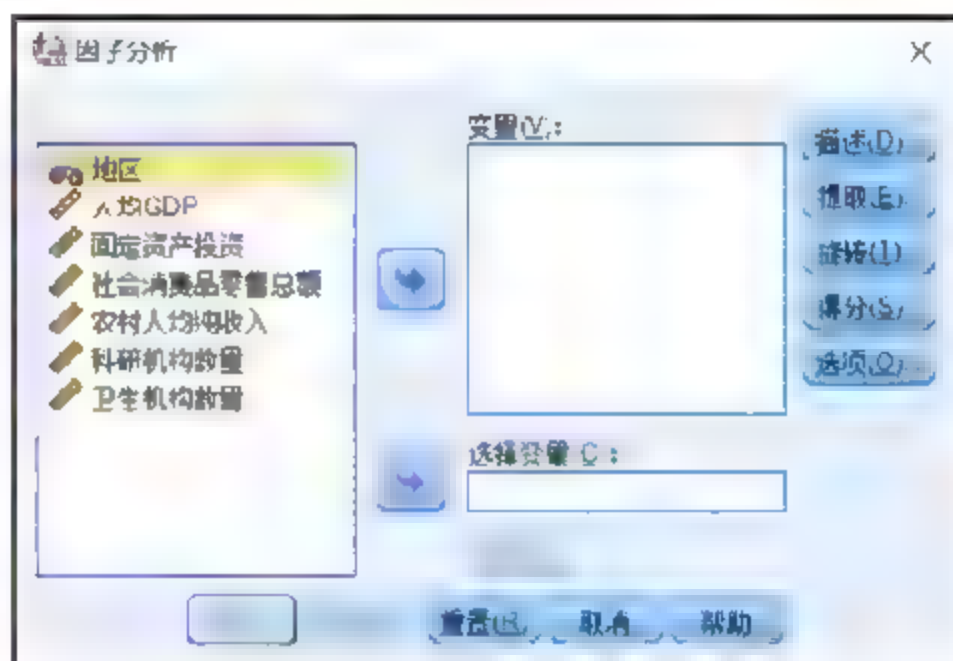 因子分析
变量(V):
地区
人均GDP
固定资产投资
社会消费品零售总额
农村人均纯收入
科研机构数量
卫生机构数量
描述(D)
提取(E)
旋转(T)
得分(S)
选项(O)
选择变量(C):
重置(R)
取消
帮助